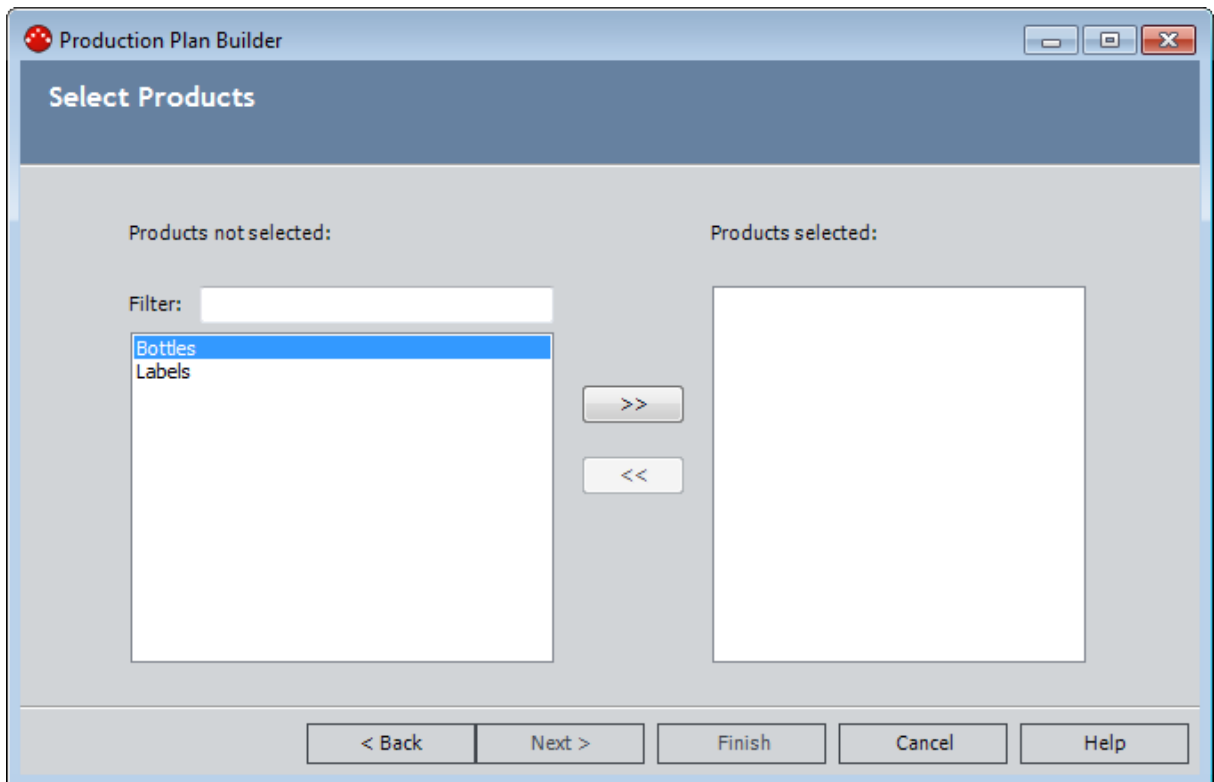 Production Plan Builder
Select Products
Products not selected:
Products selected:
Filter:
Bottles
Labels
>>
<<
< Back
Next >
Finish
Cancel
Help